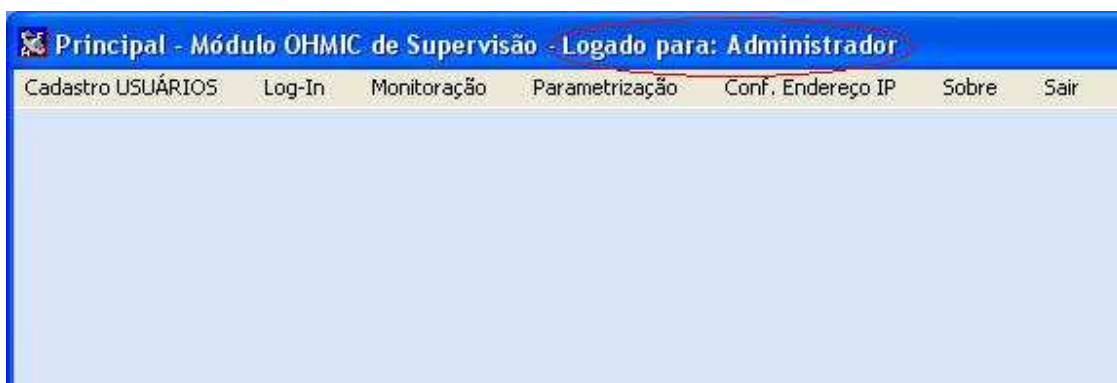 Principal - Módulo OHMIC de Supervisão - Logado para: Administrador
Cadastro USUÁRIOS Log-In Monitoração Parametrização Conf. Endereço IP Sobre Sair